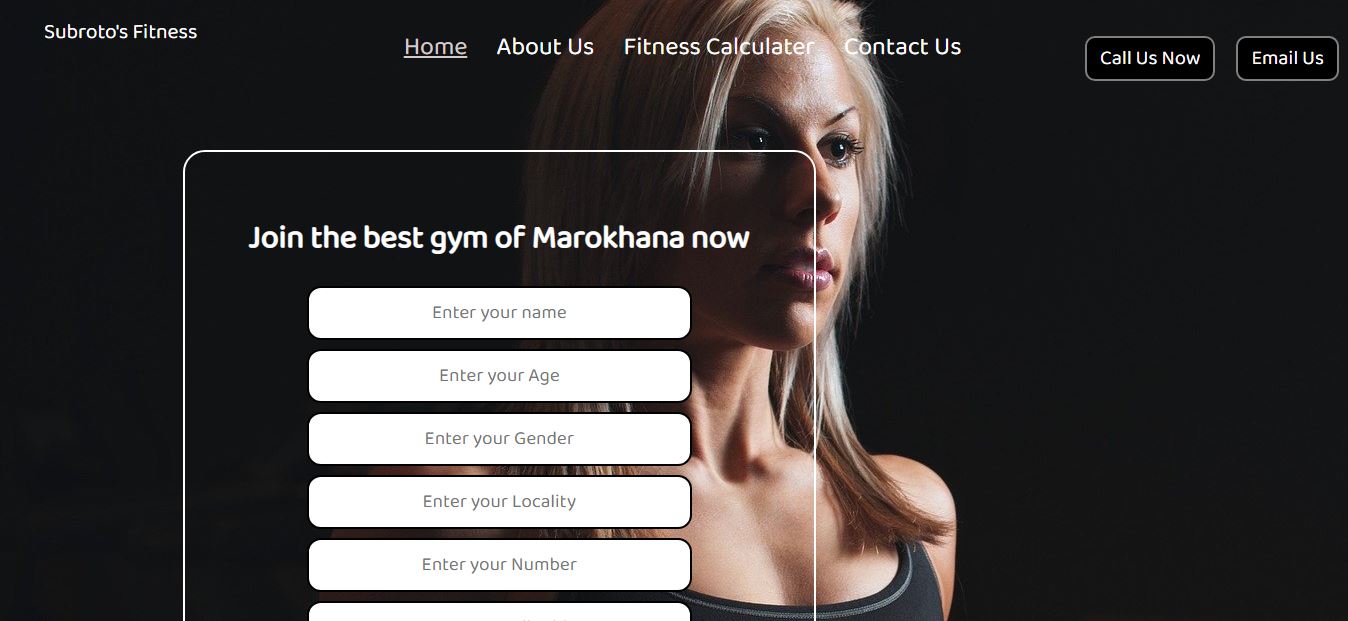 Subroto's Fitness
Home About Us Fitness Calculater Contact Us
Call Us Now Email Us
Join the best gym of Marokhana now
Enter your name
Enter your Age
Enter your Gender
Enter your Locality
Enter your Number